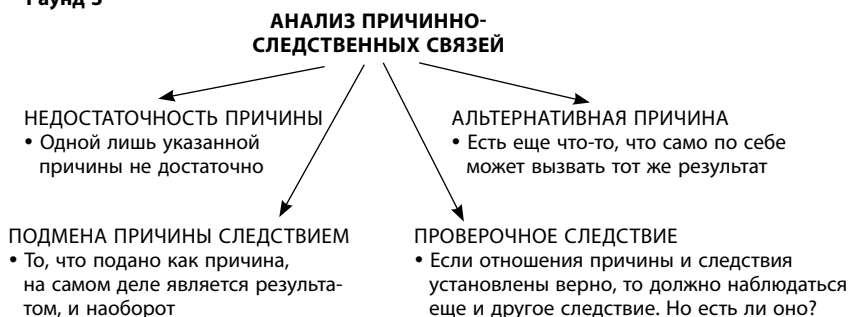 Раунд 3
АНАЛИЗ ПРИЧИННО-
СЛЕДСТВЕННЫХ СВЯЗЕЙ
НЕДОСТАТОЧНОСТЬ ПРИЧИНЫ
• Одной лишь указанной
причины не достаточно
АЛЬТЕРНАТИВНАЯ ПРИЧИНА
• Есть еще что-то, что само по себе
может вызвать тот же результат
ПОДМЕНА ПРИЧИНЫ СЛЕДСТВИЕМ
• То, что подано как причина,
на самом деле является результа-
том, и наоборот
ПРОВЕРОЧНОЕ СЛЕДСТВИЕ
• Если отношения причины и следствия
установлены верно, то должно наблюдаться
еще и другое следствие. Но есть ли оно?